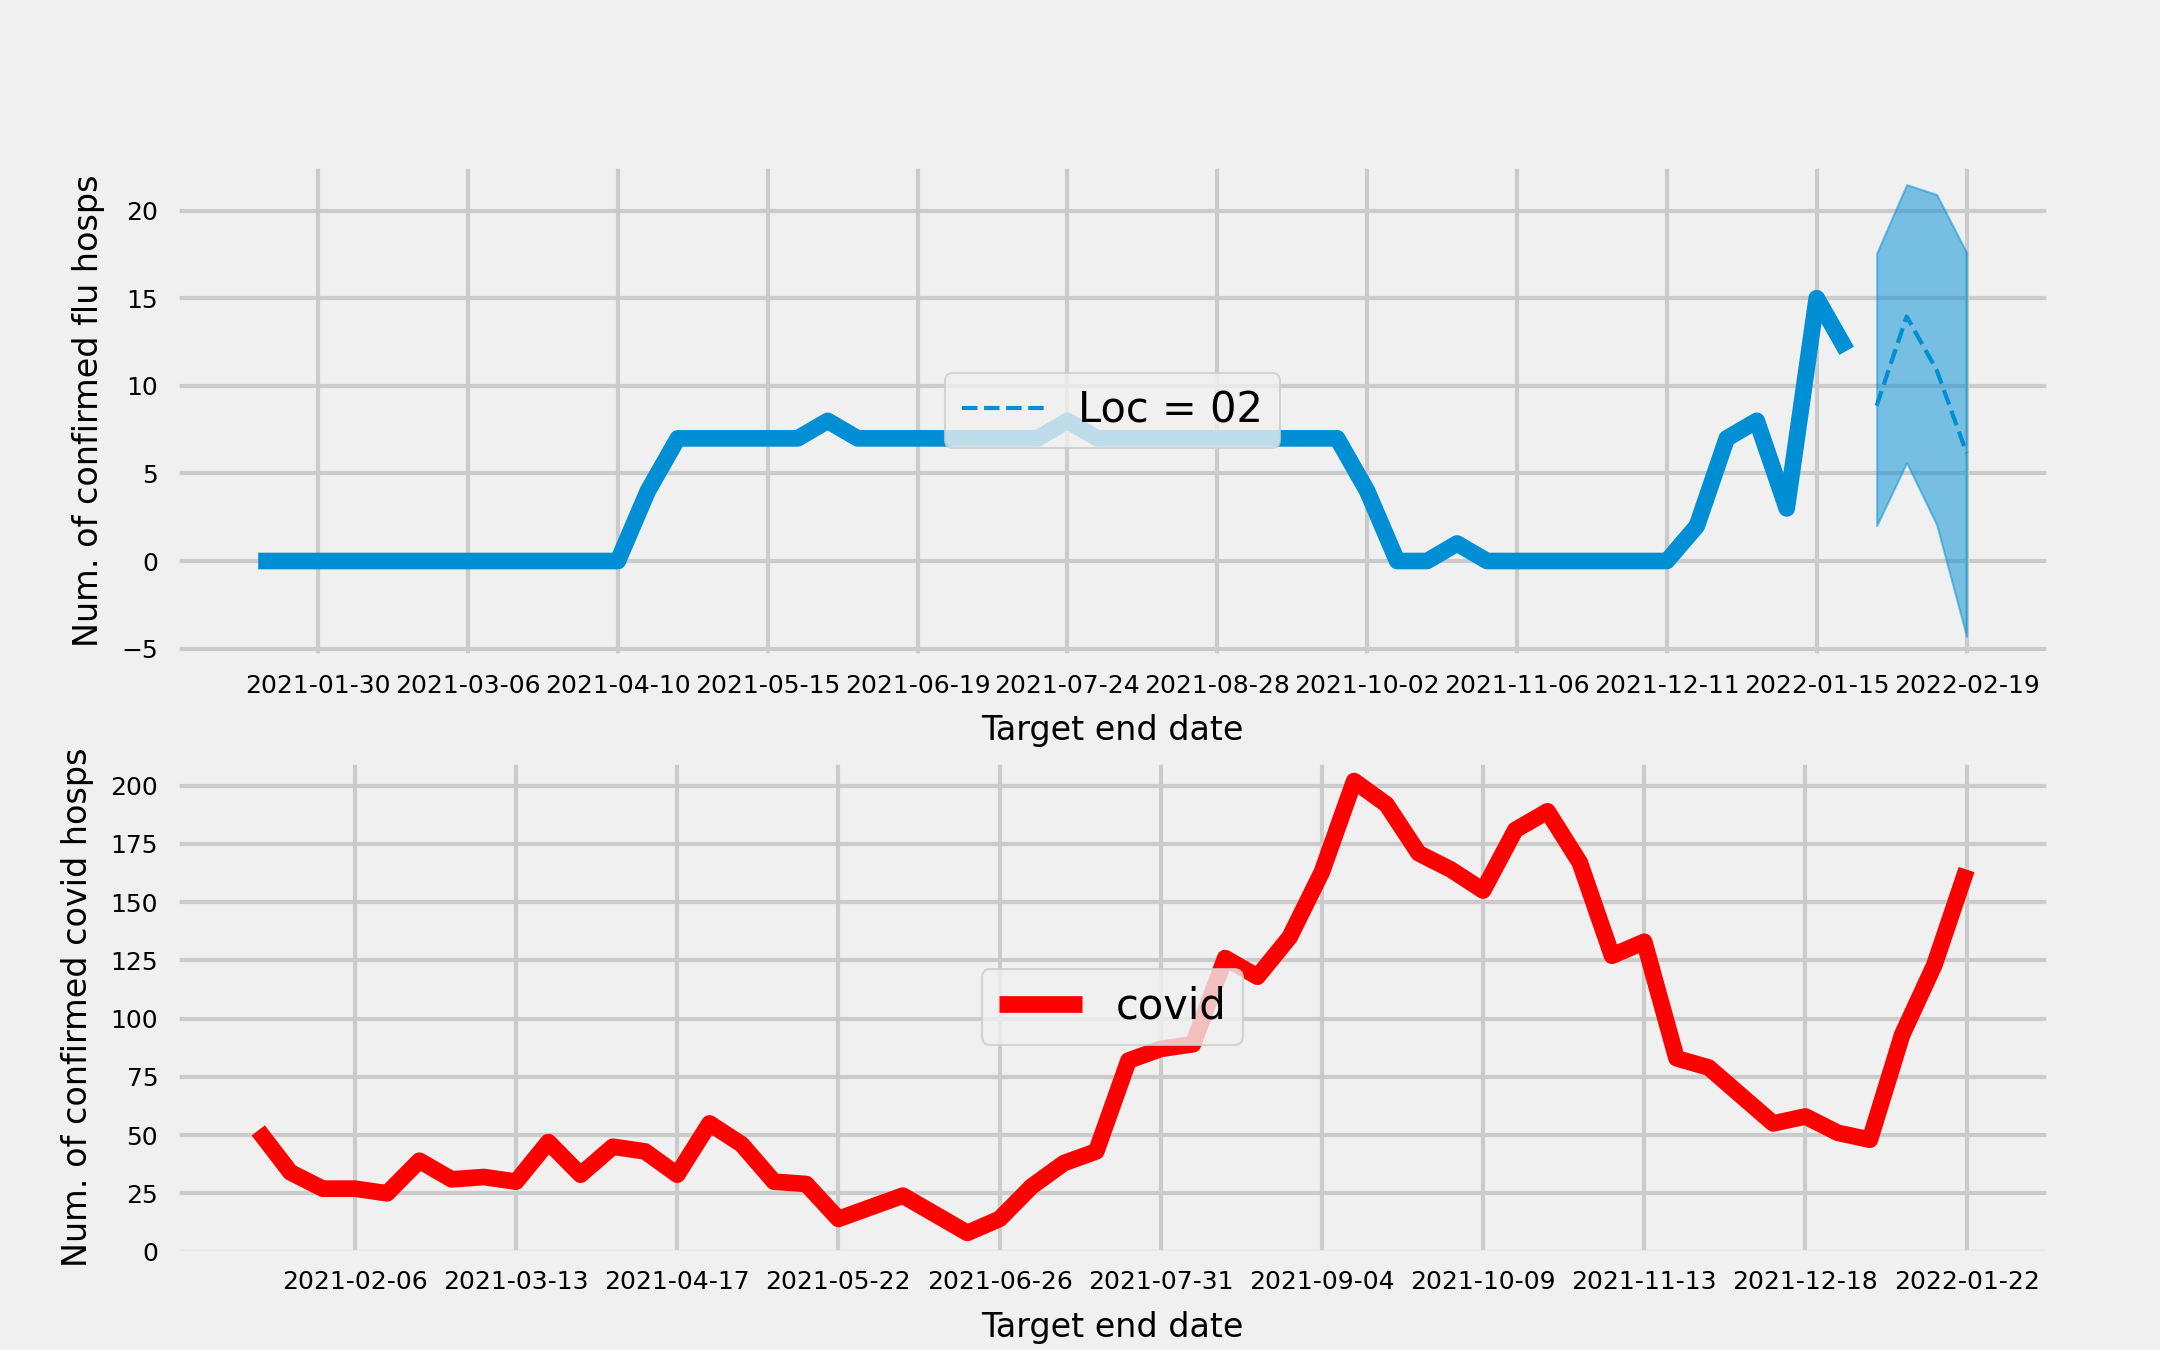 Num. of confirmed flu hosps
20
15
10
5
0
−5
Loc = 02
2021-01-30 2021-03-06 2021-04-10 2021-05-15 2021-06-19 2021-07-24 2021-08-28 2021-10-02 2021-11-06 2021-12-11 2022-01-15 2022-02-19
Target end date
Num. of confirmed covid hosps
200
175
150
125
100
75
50
25
0
covid
2021-02-06 2021-03-13 2021-04-17 2021-05-22 2021-06-26 2021-07-31 2021-09-04 2021-10-09 2021-11-13 2021-12-18 2022-01-22
Target end date